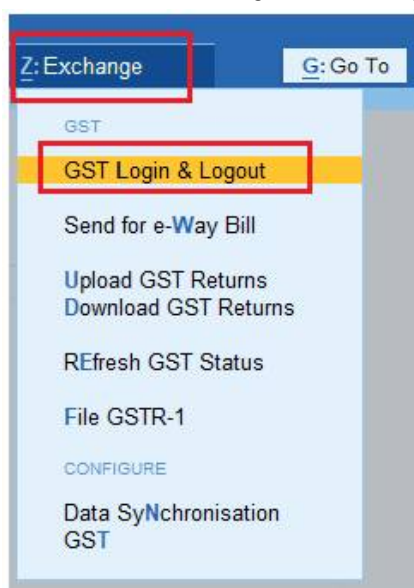 Z: Exchange
G: Go To
GST
GST Login & Logout
Send for e-Way Bill
Upload GST Returns
Download GST Returns
REfresh GST Status
File GSTR-1
CONFIGURE
Data SyNchronisation
GST